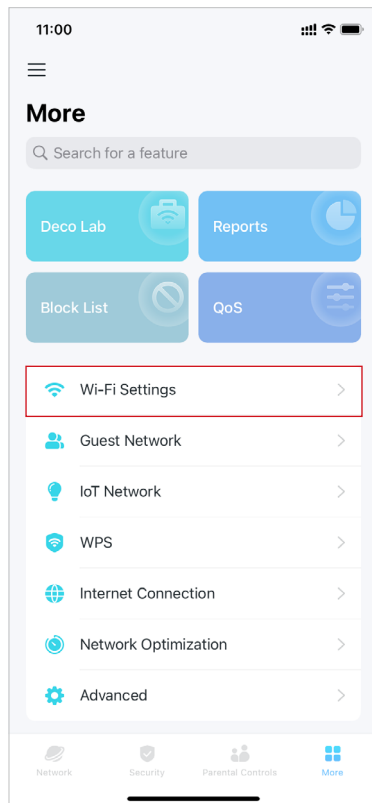 11:00
More
Search for a feature
Deco Lab
Reports
Block List
QoS
Wi-Fi Settings
Guest Network
IoT Network
WPS
Internet Connection
Network Optimization
Advanced
Network Security Parental Controls More